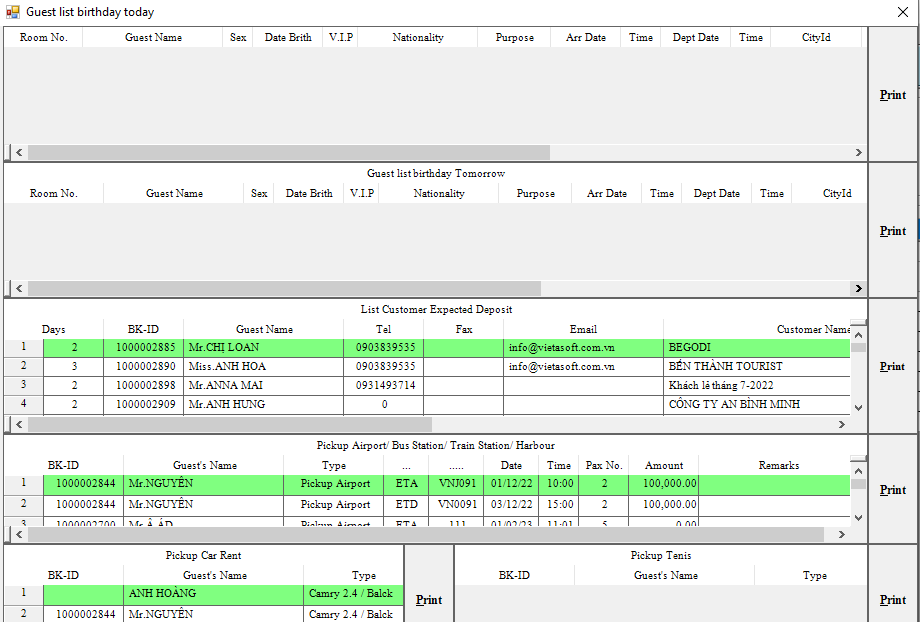 Guest list birthday today
Room No. Guest Name Sex Date Brith V.I.P Nationality Purpose Arr Date Time Dept Date Time CityId
Print
Guest list birthday Tomorrow
Room No. Guest Name Sex Date Brith V.I.P Nationality Purpose Arr Date Time Dept Date Time CityId
Print
List Customer Expected Deposit
Days BK-ID Guest Name Tel Fax Email Customer Name
1 2 1000002885 Mr.CHỊ LOAN 0903839535 info@vietasoft.com.vn BEGODI
2 3 1000002890 Miss.ANH HOA 0903839535 info@vietasoft.com.vn BẾN THÀNH TOURIST
3 2 1000002898 Mr.ANNA MAI 0931493714 Khách lẻ tháng 7-2022
4 2 1000002909 Mr.ANH HUNG 0 CÔNG TY AN BÌNH MINH
Print
Pickup Airport/ Bus Station/ Train Station/ Harbour
BK-ID Guest's Name Type ... ..... Date Time Pax No. Amount Remarks
1 1000002844 Mr.NGUYÊN Pickup Airport ETA VNJ091 01/12/22 10:00 2 100,000.00
2 1000002844 Mr.NGUYÊN Pickup Airport ETD VN0091 03/12/22 15:00 2 100,000.00
3 1000002700 Mr.Â ÁD Pickup Airport ETA 111 01/02/23 11:01 5 0.00
Print
Pickup Car Rent
BK-ID Guest's Name Type
1 ANH HOÀNG Camry 2.4 / Balck
2 1000002844 Mr.NGUYÊN Camry 2.4 / Balck
Print
Pickup Tenis
BK-ID Guest's Name Type
Print